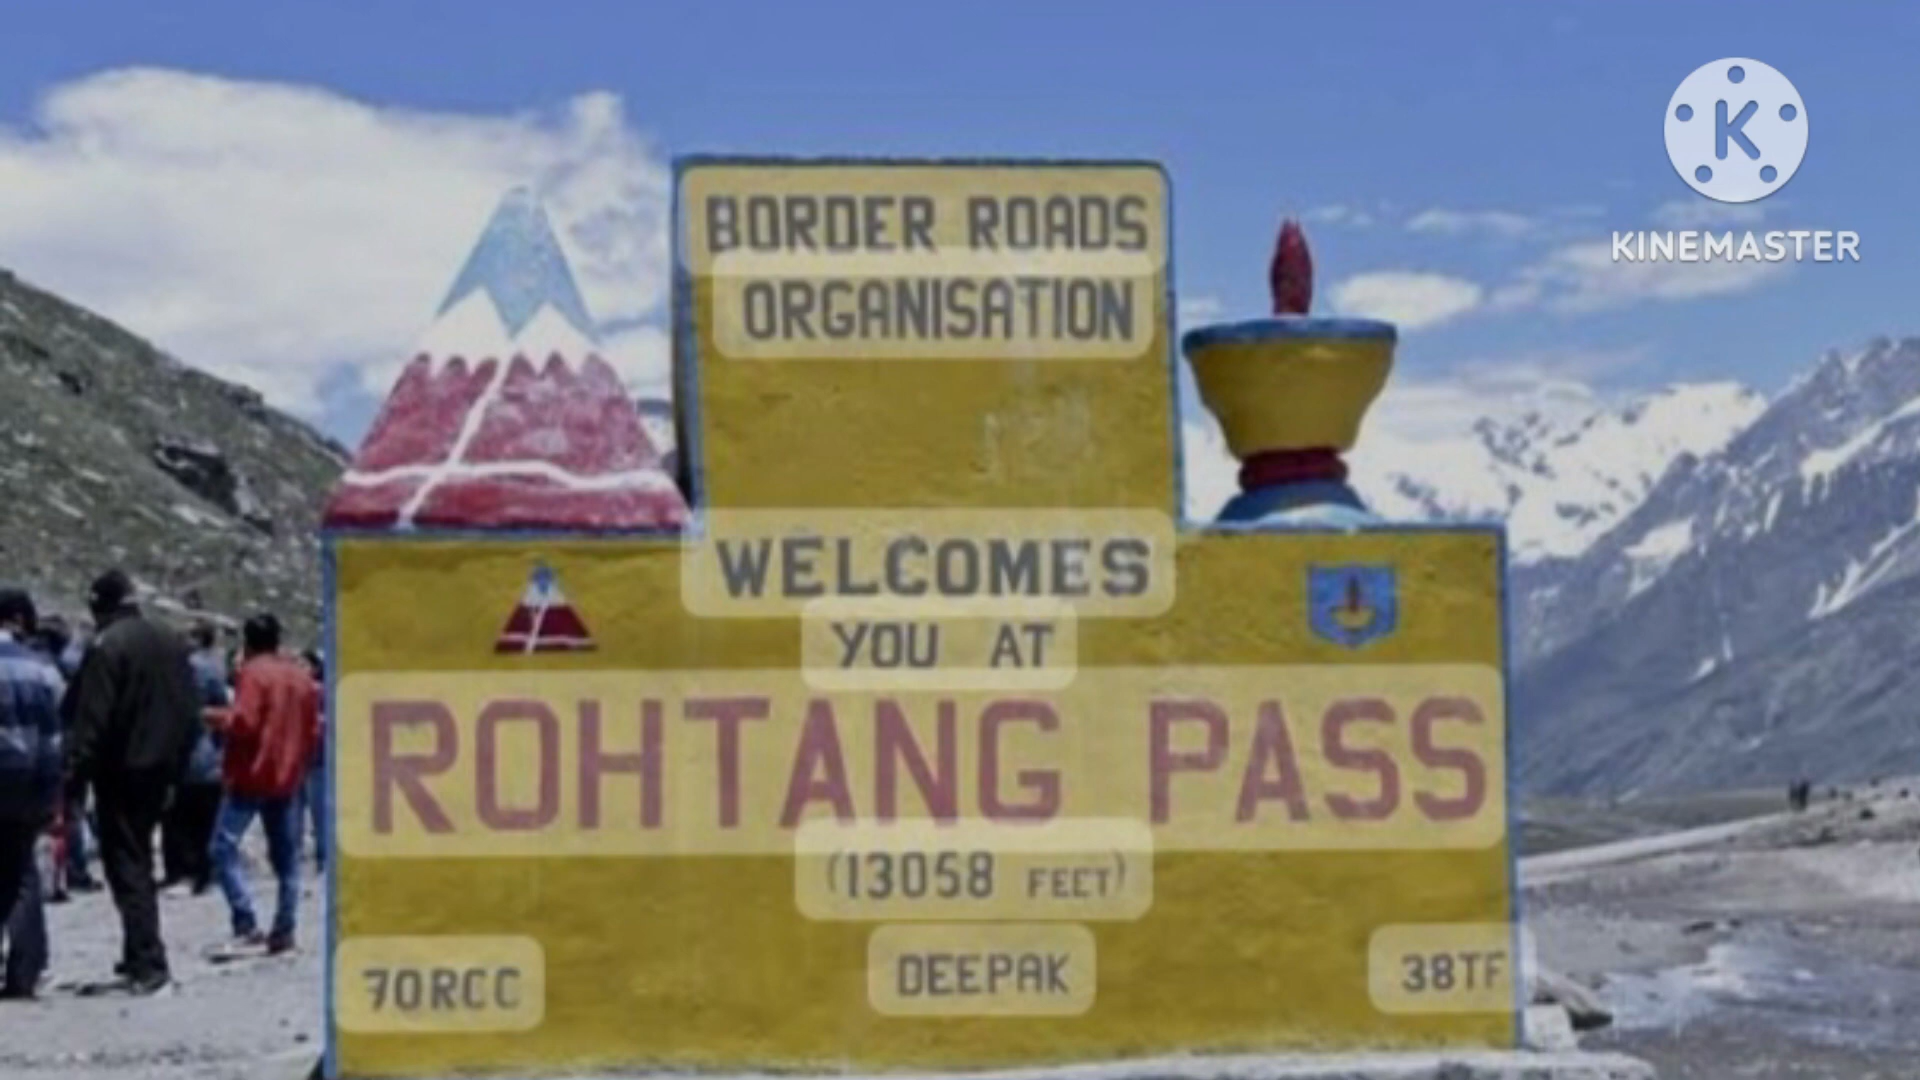 BORDER ROADS
ORGANISATION
WELCOMES
YOU AT
ROHTANG PASS
(13058 FEET)
70RCC DEEPAK 38TF
K
KINEMASTER